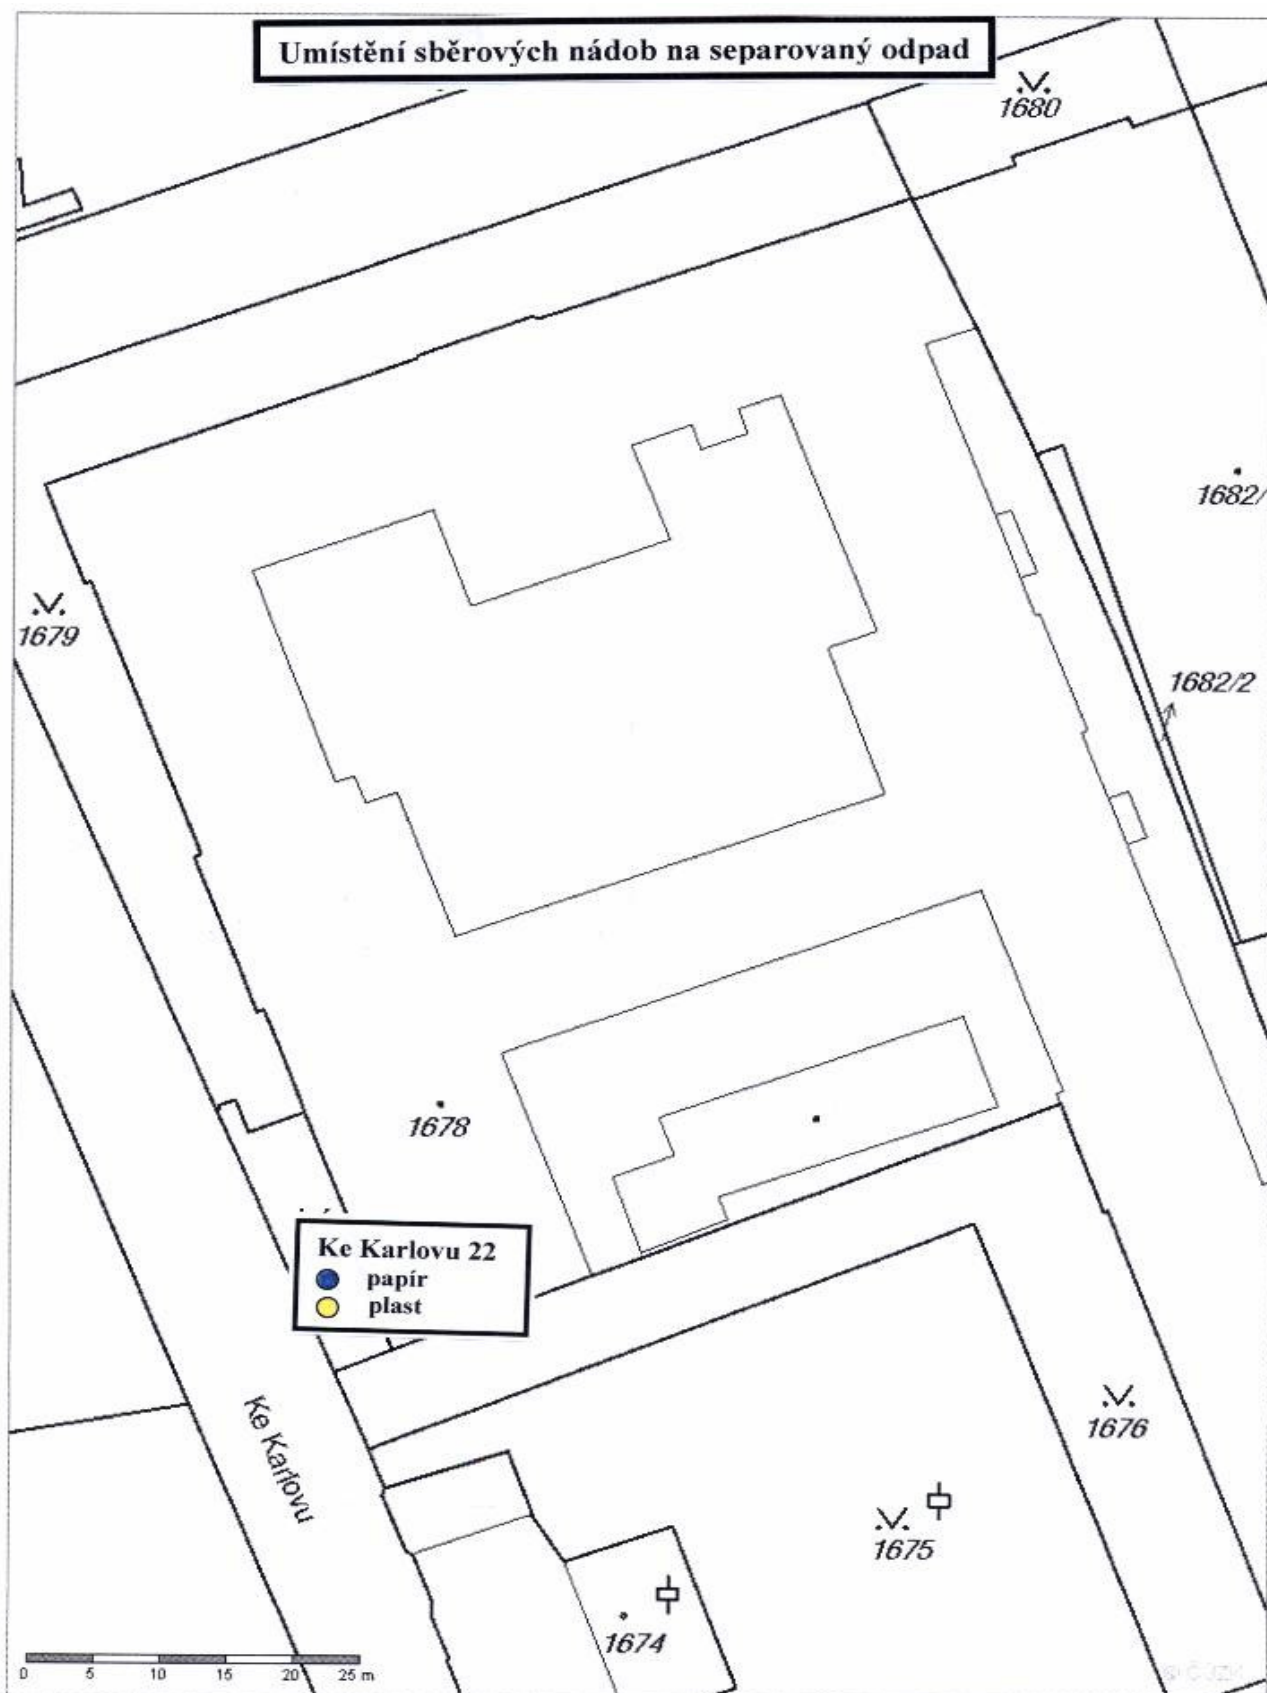 Umístění sběrových nádob na separovaný odpad
1680
1682/
1679
1682/2
1678
Ke Karlovu 22
papír
plast
Ke Karlovu
1676
1675
1674
0 5 10 15 20 25 m
© ČÚZK